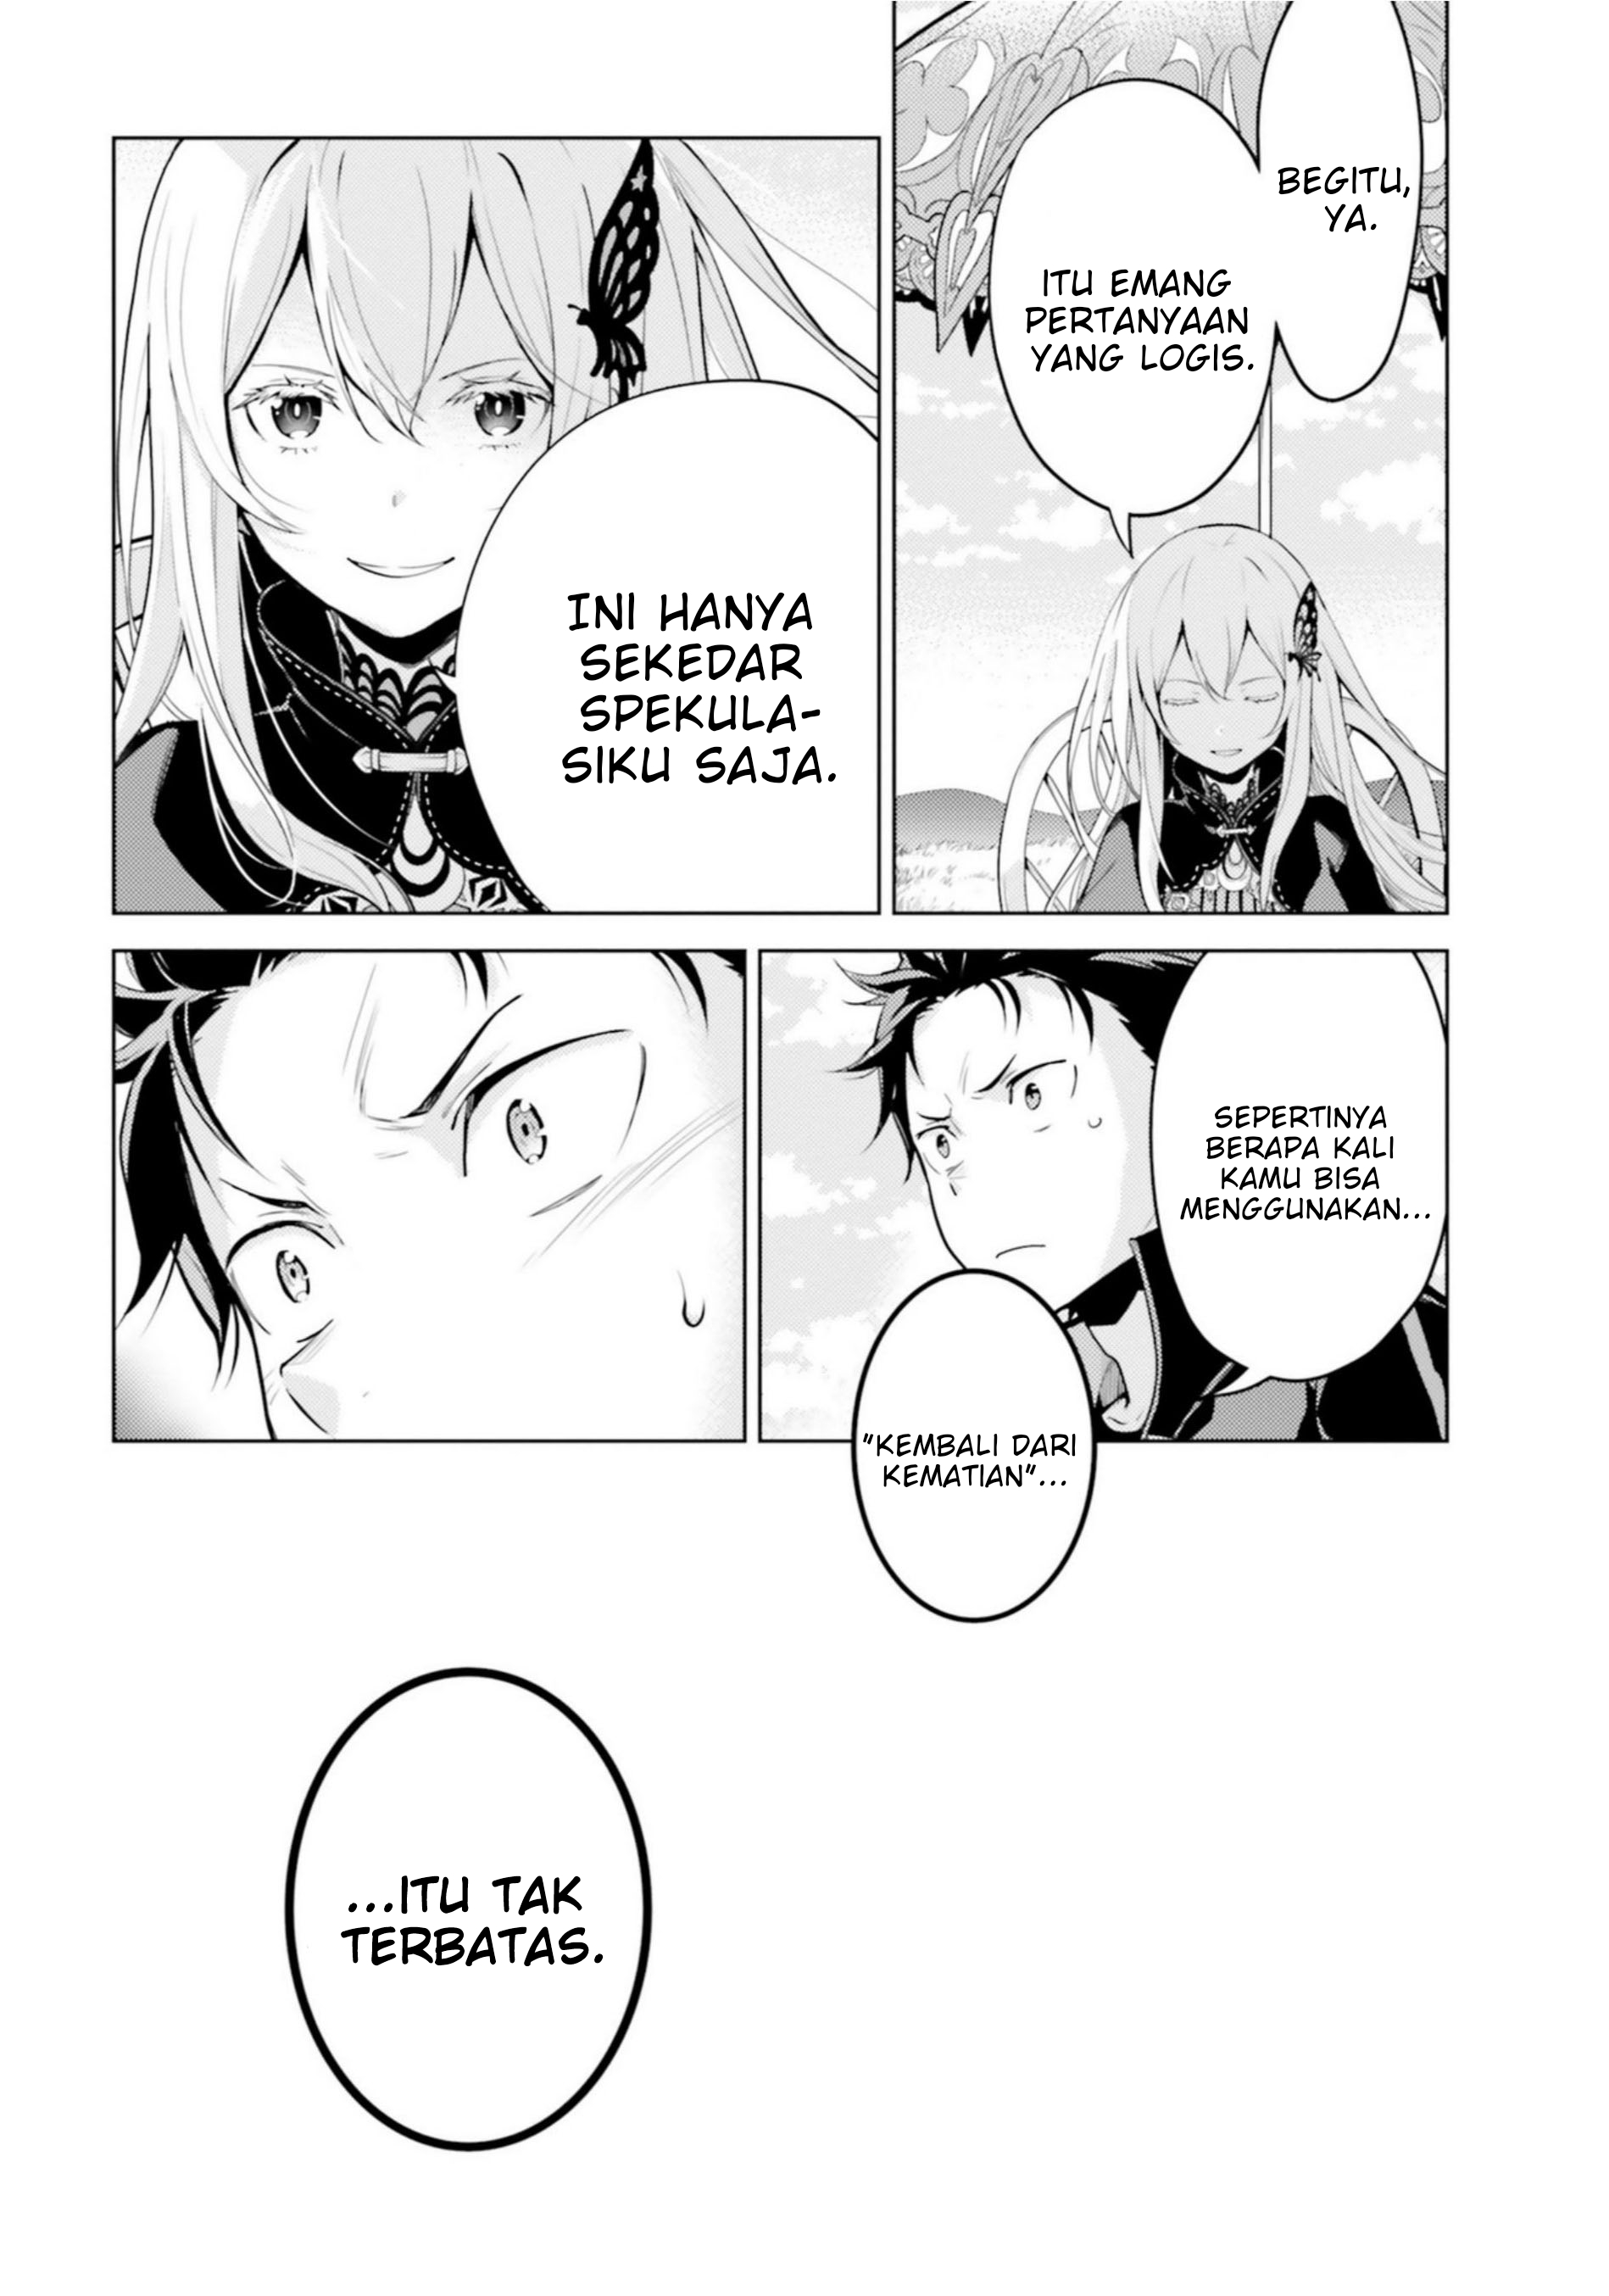 BEGITU,
YA.
ITU EMANG
PERTANYAAN
YANG LOGIS.
INI HANYA
SEKEDAR
SPEKULA-
SIKU SAJA.
SEPERTINYA
BERAPA KALI
KAMU BISA
MENGGUNAKAN...
"KEMBALI DARI
KEMATIAN"...
...ITU TAK
TERBATAS.